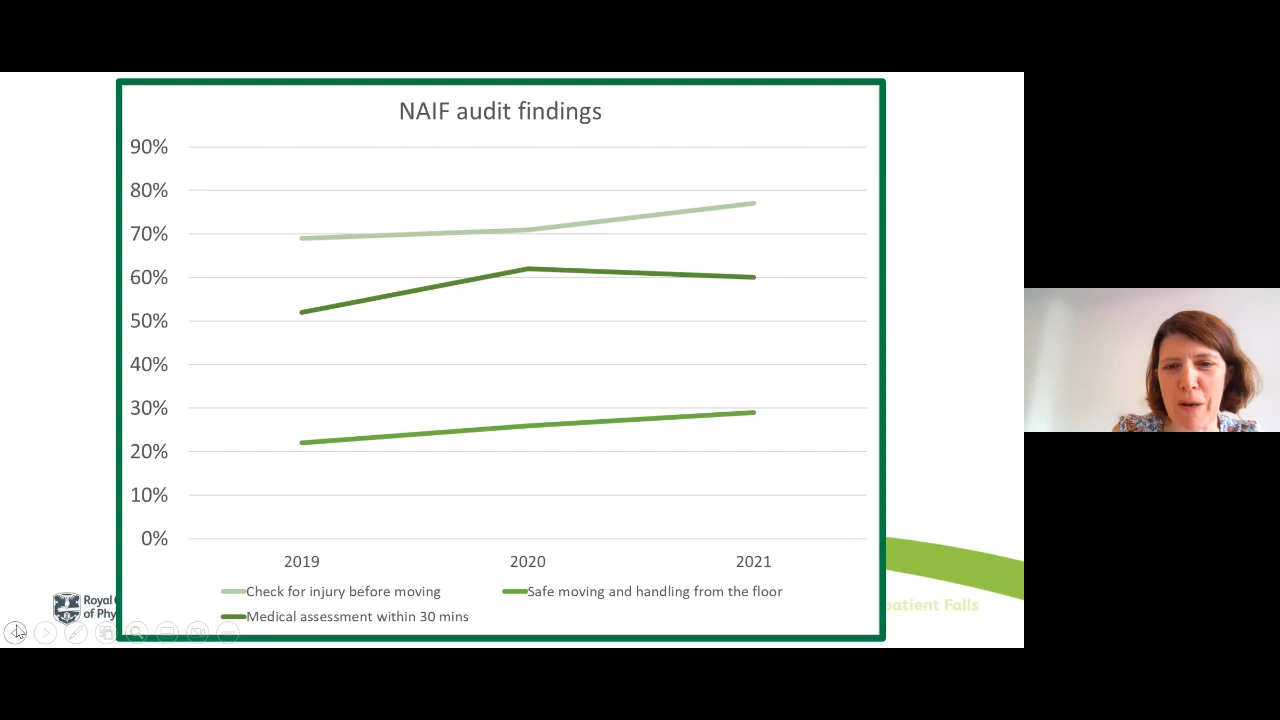 NAIF audit findings
90%
80%
70%
60%
50%
40%
30%
20%
10%
0%
2019 2020 2021
Check for injury before moving Safe moving and handling from the floor
Medical assessment within 30 mins
Royal
of Phy
patient Falls